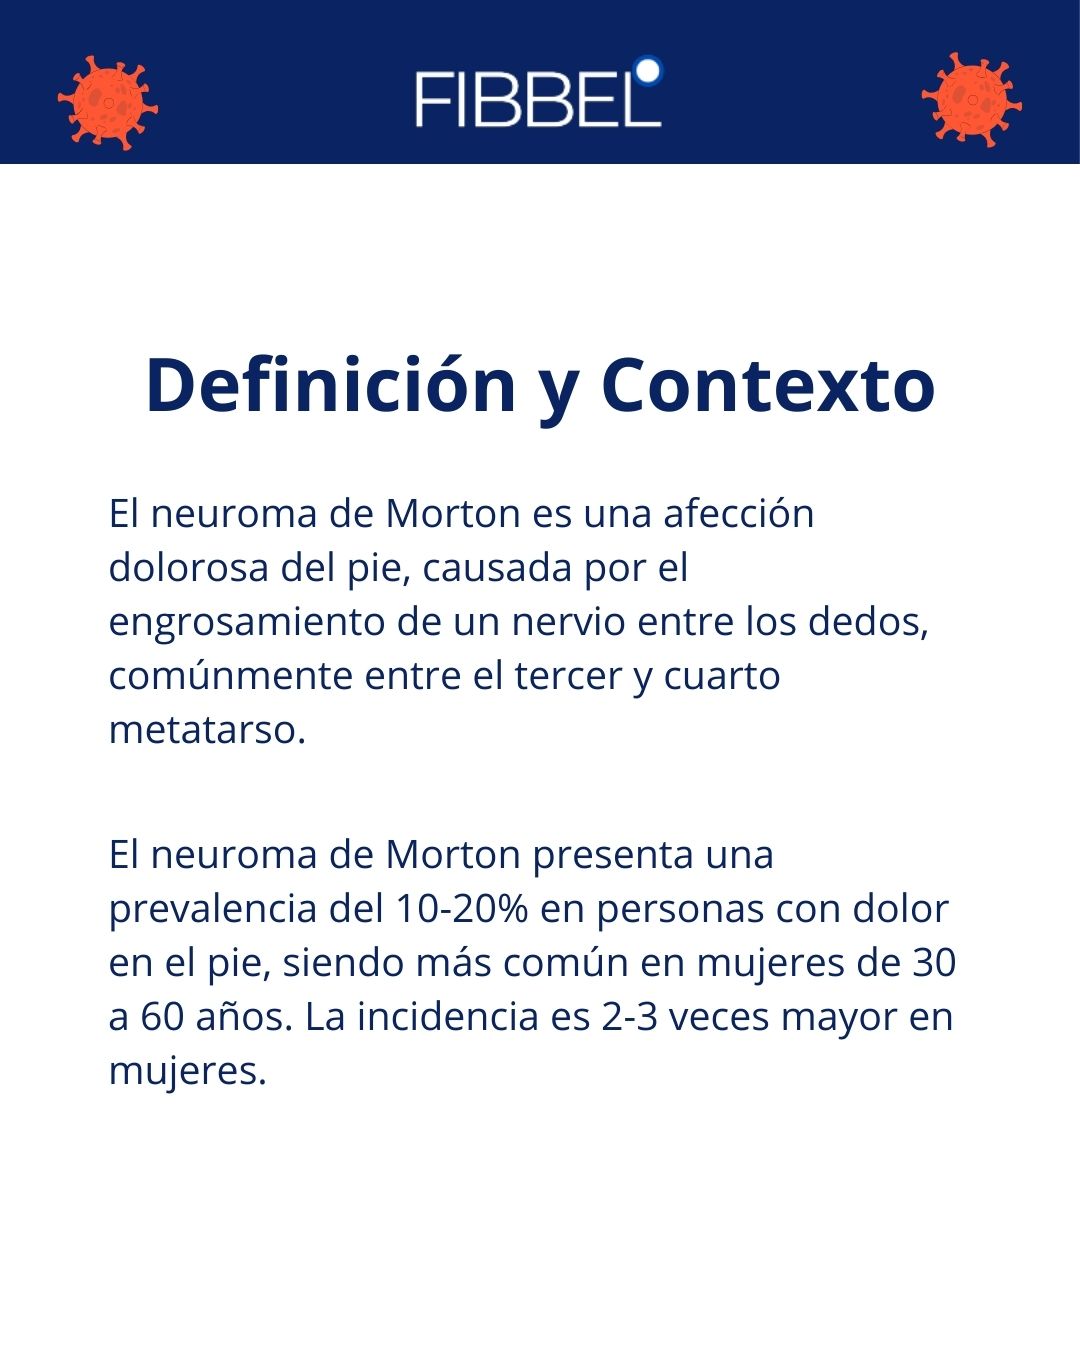 FIBBEL
Definición y Contexto
El neuroma de Morton es una afección
dolorosa del pie, causada por el
engrosamiento de un nervio entre los dedos,
comúnmente entre el tercer y cuarto
metatarso.
El neuroma de Morton presenta una
prevalencia del 10-20% en personas con dolor
en el pie, siendo más común en mujeres de 30
a 60 años. La incidencia es 2-3 veces mayor en
mujeres.